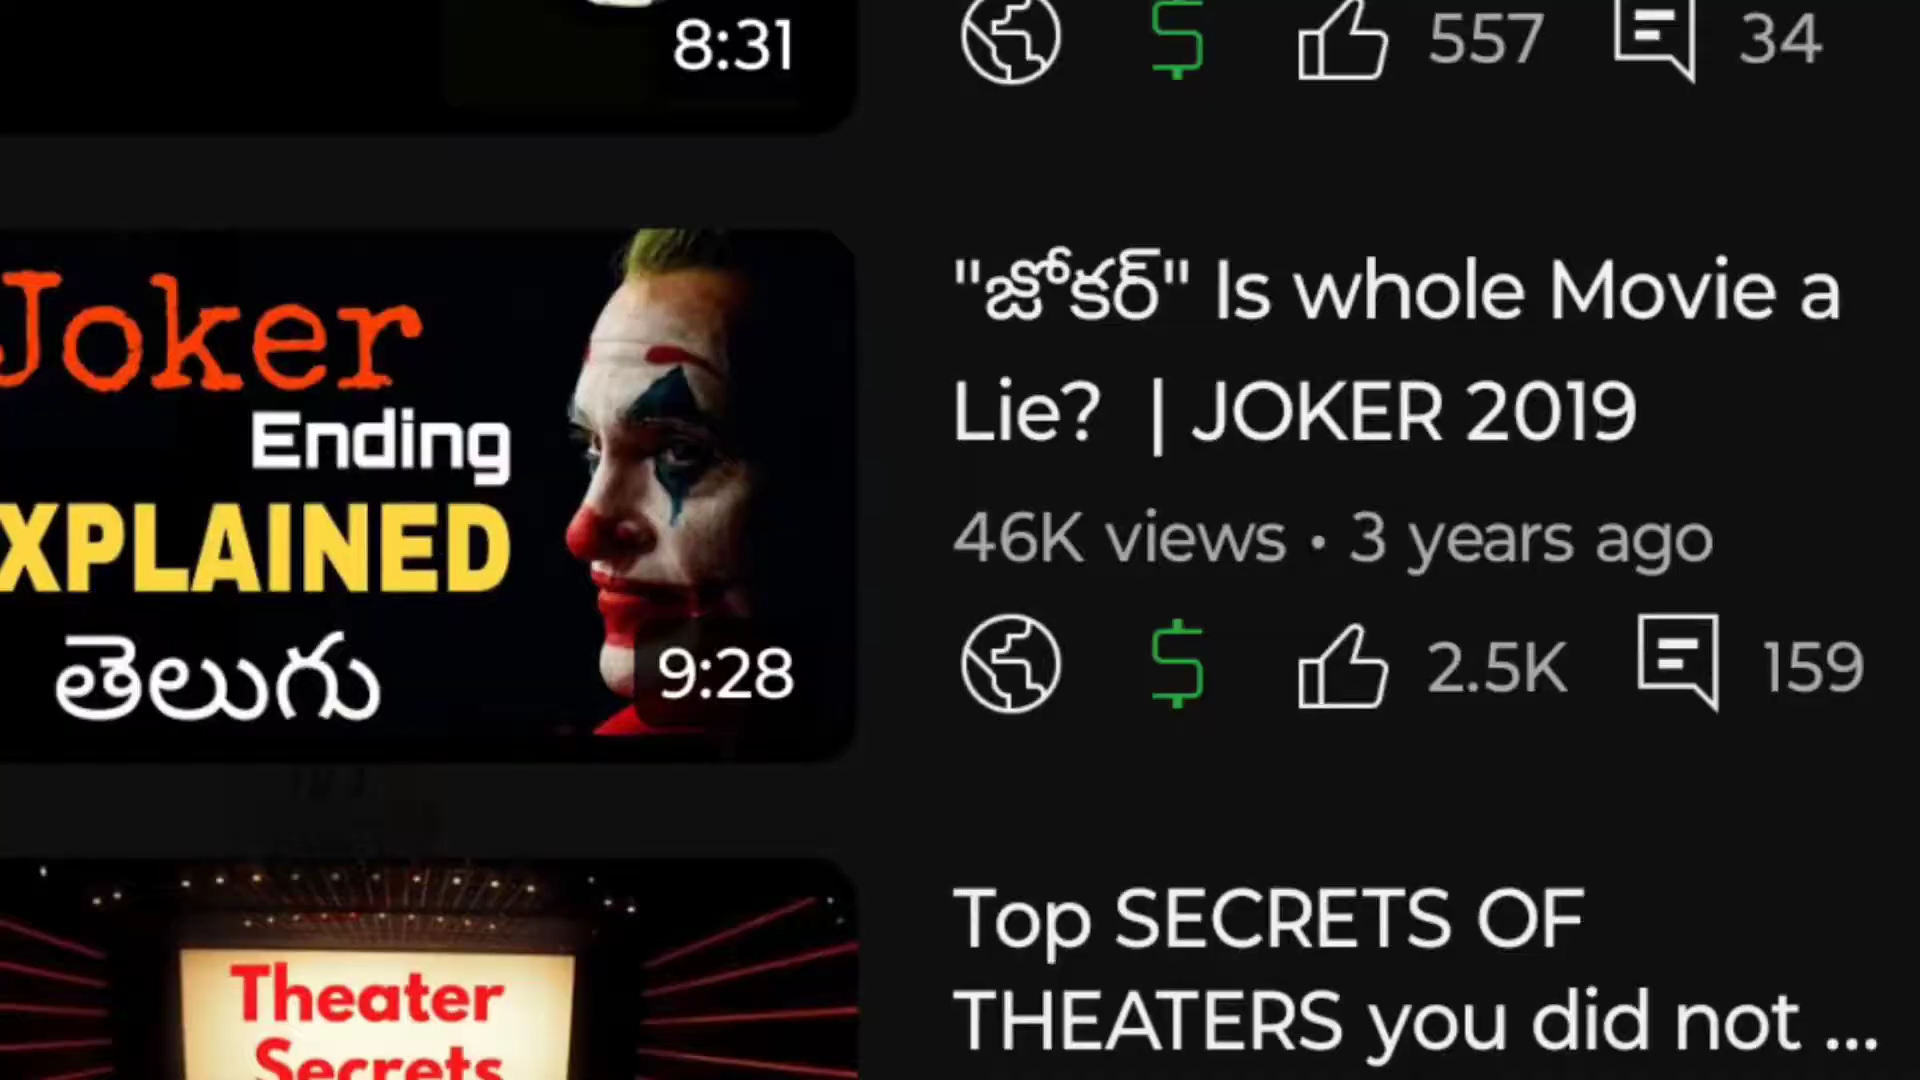 8:31
557
34
Joker
Ending
XPLAINED
తెలుగు
9:28
"జోకర్" Is whole Movie a
Lie? | JOKER 2019
46K views • 3 years ago
2.5K
159
Theater
Secrets
Top SECRETS OF
THEATERS you did not ...